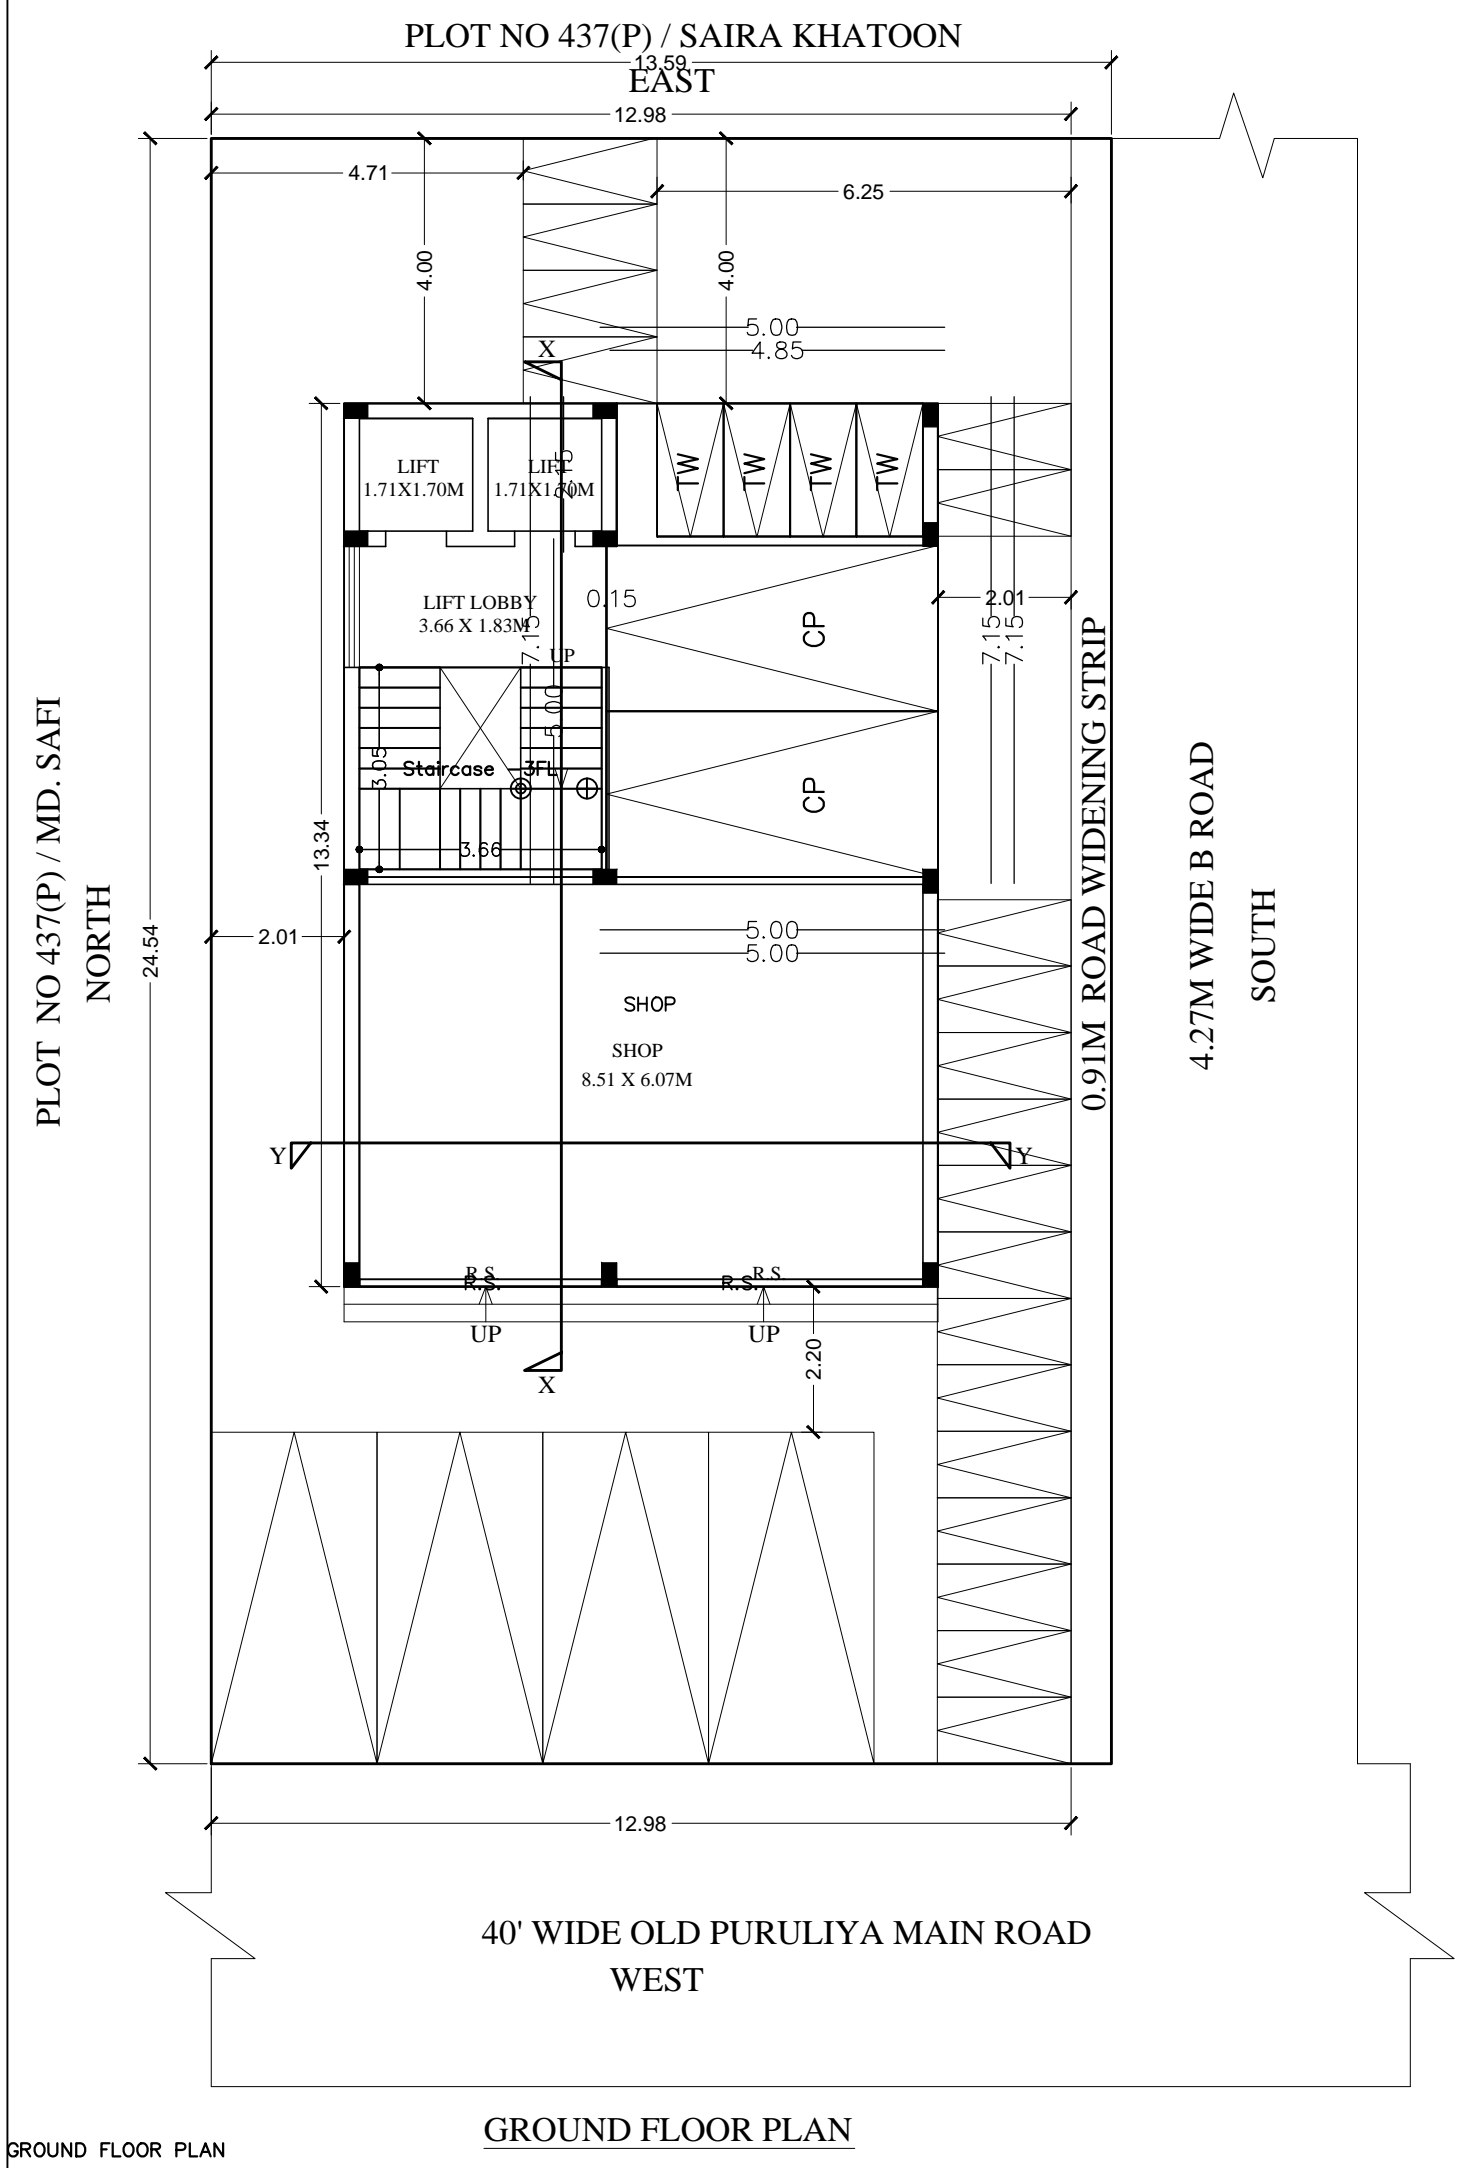 PLOT NO 437(P) / SAIRA KHATOON
13.59
EAST
12.98
4.71
6.25
4.00
4.00
5.00
4.85
X
LIFT
1.71X1.70M
LIFT
1.71X1.70M
2.15
TW
TW
TW
TW
LIFT LOBBY
3.66 X 1.83M
0.15
7.15
UP
5.00
CP
CP
2.01
7.15
7.15
3.05
Staircase - 3FL
3.66
13.34
2.01
24.54
PLOT NO 437(P) / MD. SAFI
NORTH
0.91M ROAD WIDENING STRIP
4.27M WIDE B ROAD
SOUTH
5.00
5.00
SHOP
SHOP
8.51 X 6.07M
Y
Y
R.S.
R.S.
R.S.
R.S.
UP
UP
2.20
X
12.98
40' WIDE OLD PURULIYA MAIN ROAD
WEST
GROUND FLOOR PLAN
GROUND FLOOR PLAN